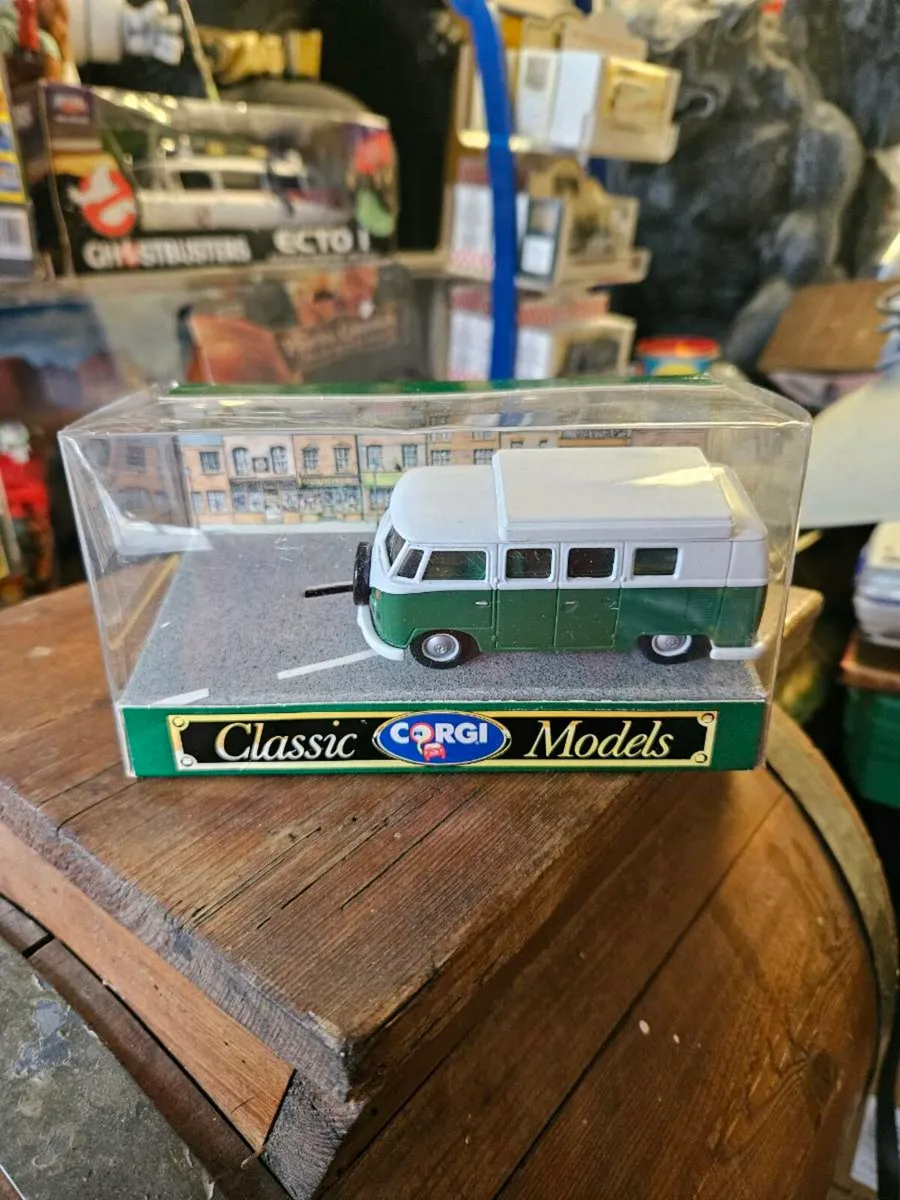 GHOSTBUSTERS ECTO 1
Classic CORGI Models